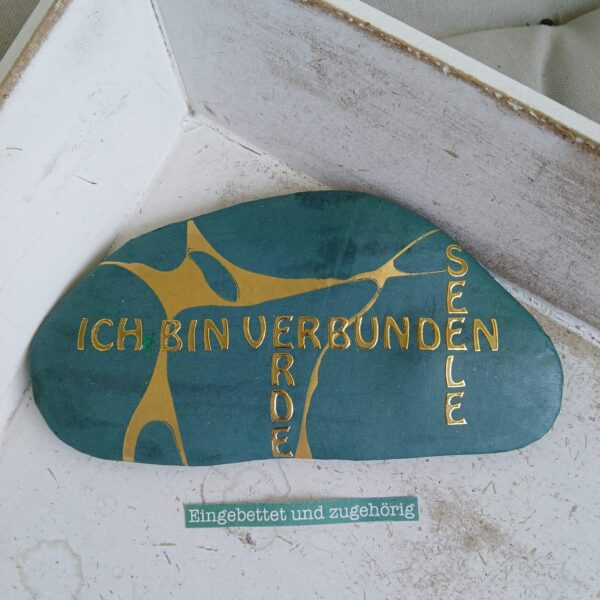 ICH BIN VERBUNDEN
ERDE
SEELE
Eingebettet und zugehörig